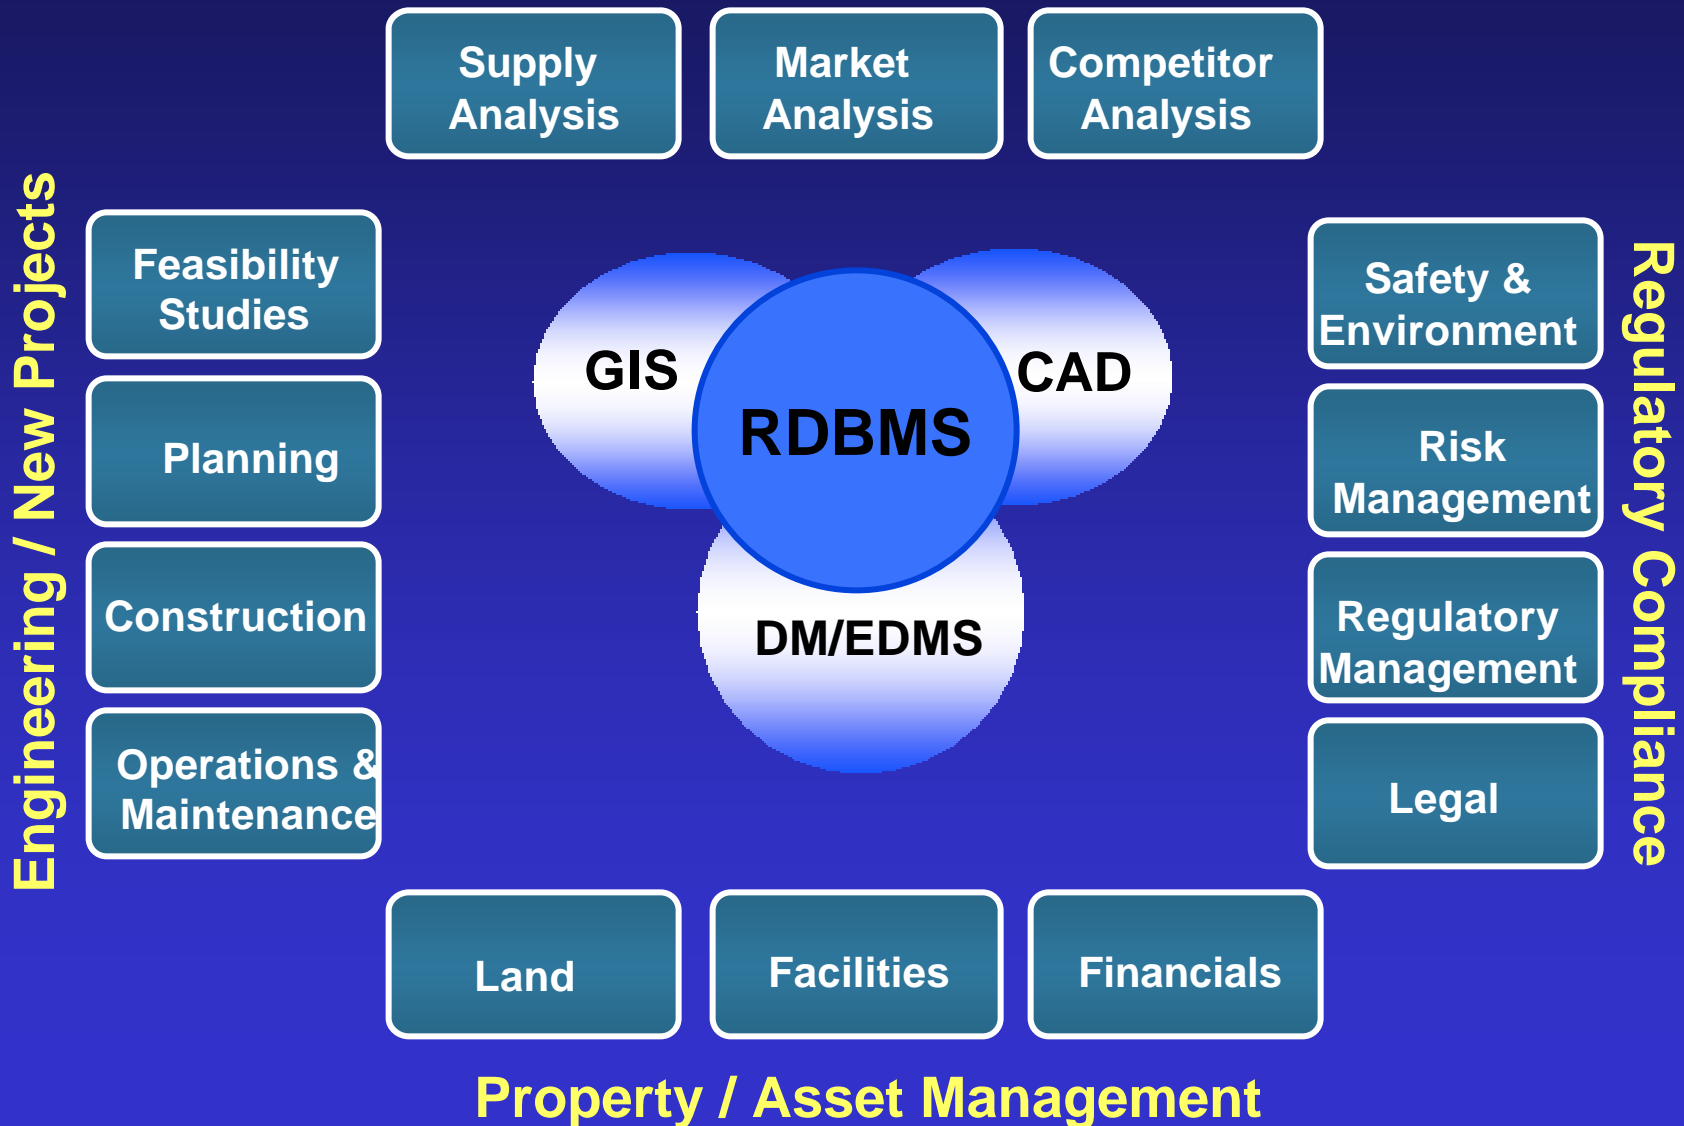 Supply
Analysis
Market
Analysis
Competitor
Analysis
Engineering / New Projects
Feasibility
Studies
Planning
Construction
Operations &
Maintenance
GIS
CAD
RDBMS
DM/EDMS
Safety &
Environment
Risk
Management
Regulatory
Management
Legal
Regulatory Compliance
Land
Facilities
Financials
Property / Asset Management